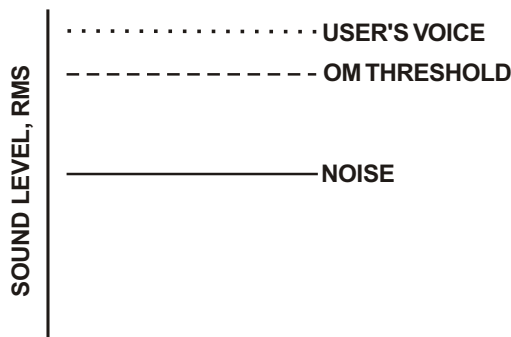 USER'S VOICE
OM THRESHOLD
NOISE
SOUND LEVEL, RMS